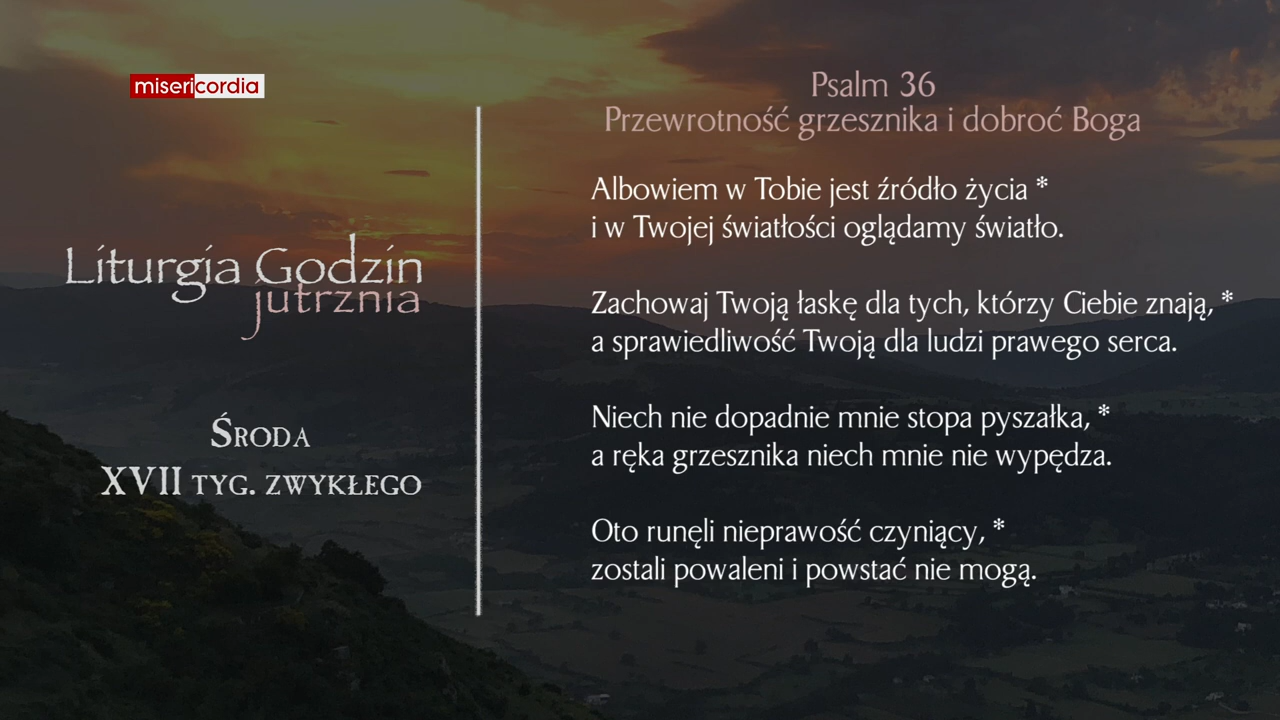 misericordia
Liturgia Godzin
jutrznia
Środa
XVII tyg. zwykłego
Psalm 36
Przewrotność grzesznika i dobroć Boga
Albowiem w Tobie jest źródło życia *
i w Twojej światłości oglądamy światło.
Zachowaj Twoją łaskę dla tych, którzy Ciebie znają, *
a sprawiedliwość Twoją dla ludzi prawego serca.
Niech nie dopadnie mnie stopa pyszałka, *
a ręka grzesznika niech mnie nie wypędza.
Oto runęli nieprawość czyniący, *
zostali powaleni i powstać nie mogą.